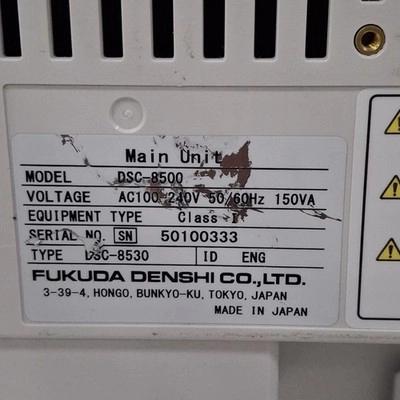 Main Unit
MODEL DSC-8500
VOLTAGE AC100-240V 50/60Hz 150VA
EQUIPMENT TYPE Class I
SERIAL NO. SN 50100333
TYPE DSC-8530 ID ENG
FUKUDA DENSHI CO.,LTD.
3-39-4, HONGO, BUNKYO-KU, TOKYO, JAPAN
MADE IN JAPAN